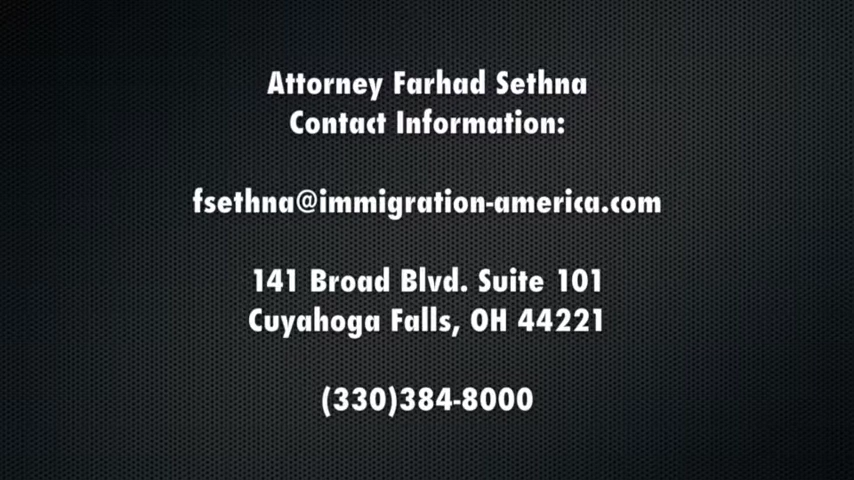 Attorney Farhad Sethna
Contact Information:
fsethna@immigration-america.com
141 Broad Blvd. Suite 101
Cuyahoga Falls, OH 44221
(330)384-8000